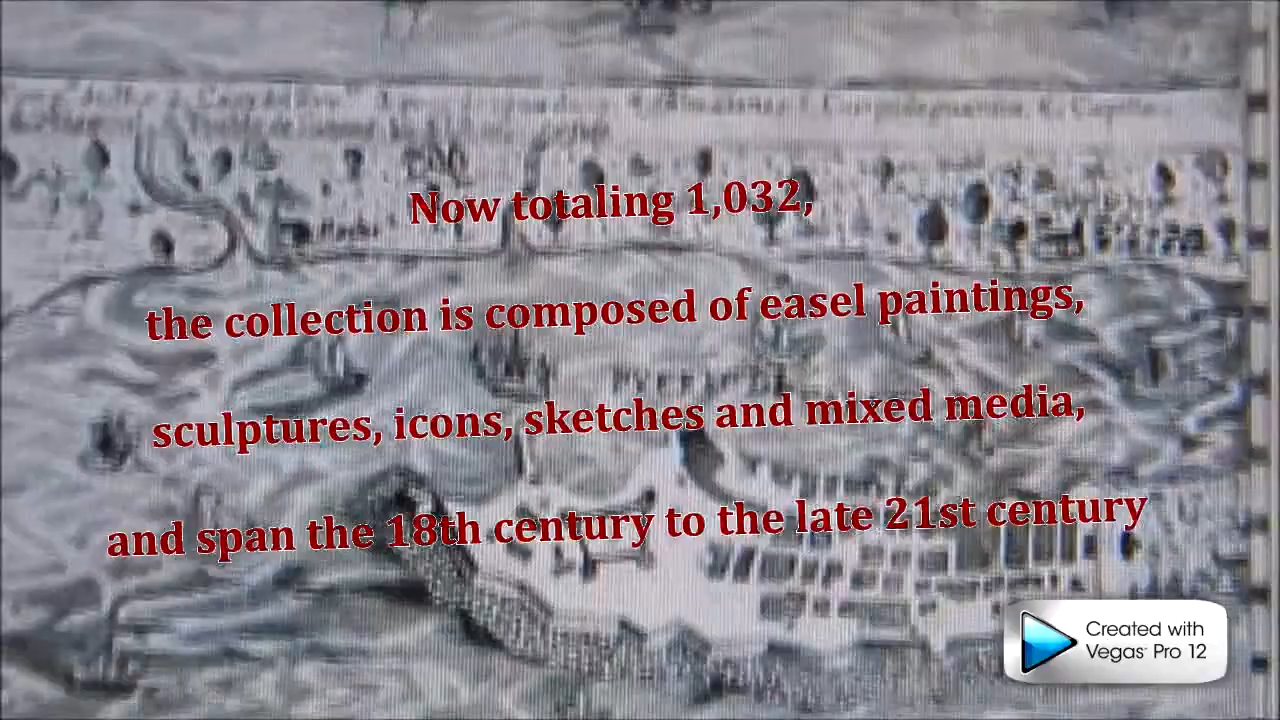 Now totaling 1,032,
the collection is composed of easel paintings,
sculptures, icons, sketches and mixed media,
and span the 18th century to the late 21st century
Created with
Vegas™ Pro 12